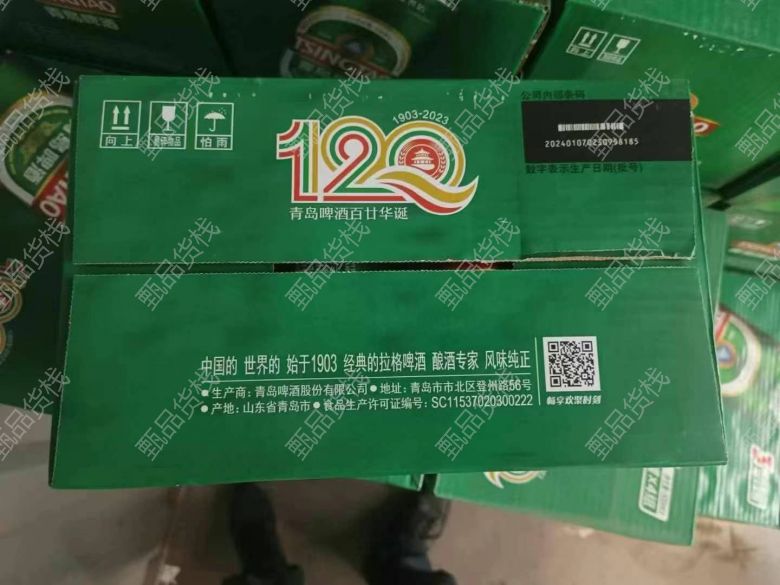 TSINGTAO
向上
易碎物品
怕雨
1903-2023
120
青岛啤酒百廿华诞
公司内部条码
20240107025095818S
数字表示生产日期(批号)
中国的 世界的 始于1903 经典的拉格啤酒 酿酒专家 风味纯正
● 生产商: 青岛啤酒股份有限公司 ● 地址: 青岛市市北区登州路56号
● 产地: 山东省青岛市 ● 食品生产许可证编号: SC11537020300222
甄品货栈